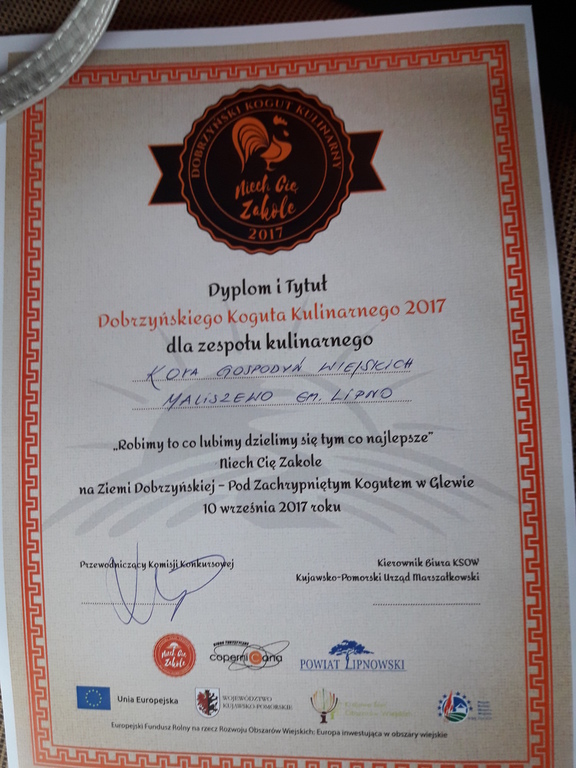 DOBRZYŃSKI KOGUT KULINARNY
Niech Cię
Zakole
2017
Dyplom i Tytuł
Dobrzyńskiego Koguta Kulinarnego 2017
dla zespołu kulinarnego
KOŁA GOSPODYŃ WIEJSKICH
MALISZEWO GM. LIPNO
„Robimy to co lubimy dzielimy się tym co najlepsze"
Niech Cię Zakole
na Ziemi Dobrzyńskiej - Pod Zachrypniętym Kogutem w Glewie
10 września 2017 roku
Przewodniczący Komisji Konkursowej
Kierownik Biura KSOW
Kujawsko-Pomorski Urząd Marszałkowski
Niech Cię
Zakole
BIURO TURYSTYCZNE
coperniCana
POWIAT LIPNOWSKI
Unia Europejska
WOJEWÓDZTWO
KUJAWSKO-POMORSKIE
Europejski Fundusz Rolny na rzecz Rozwoju Obszarów Wiejskich: Europa inwestująca w obszary wiejskie